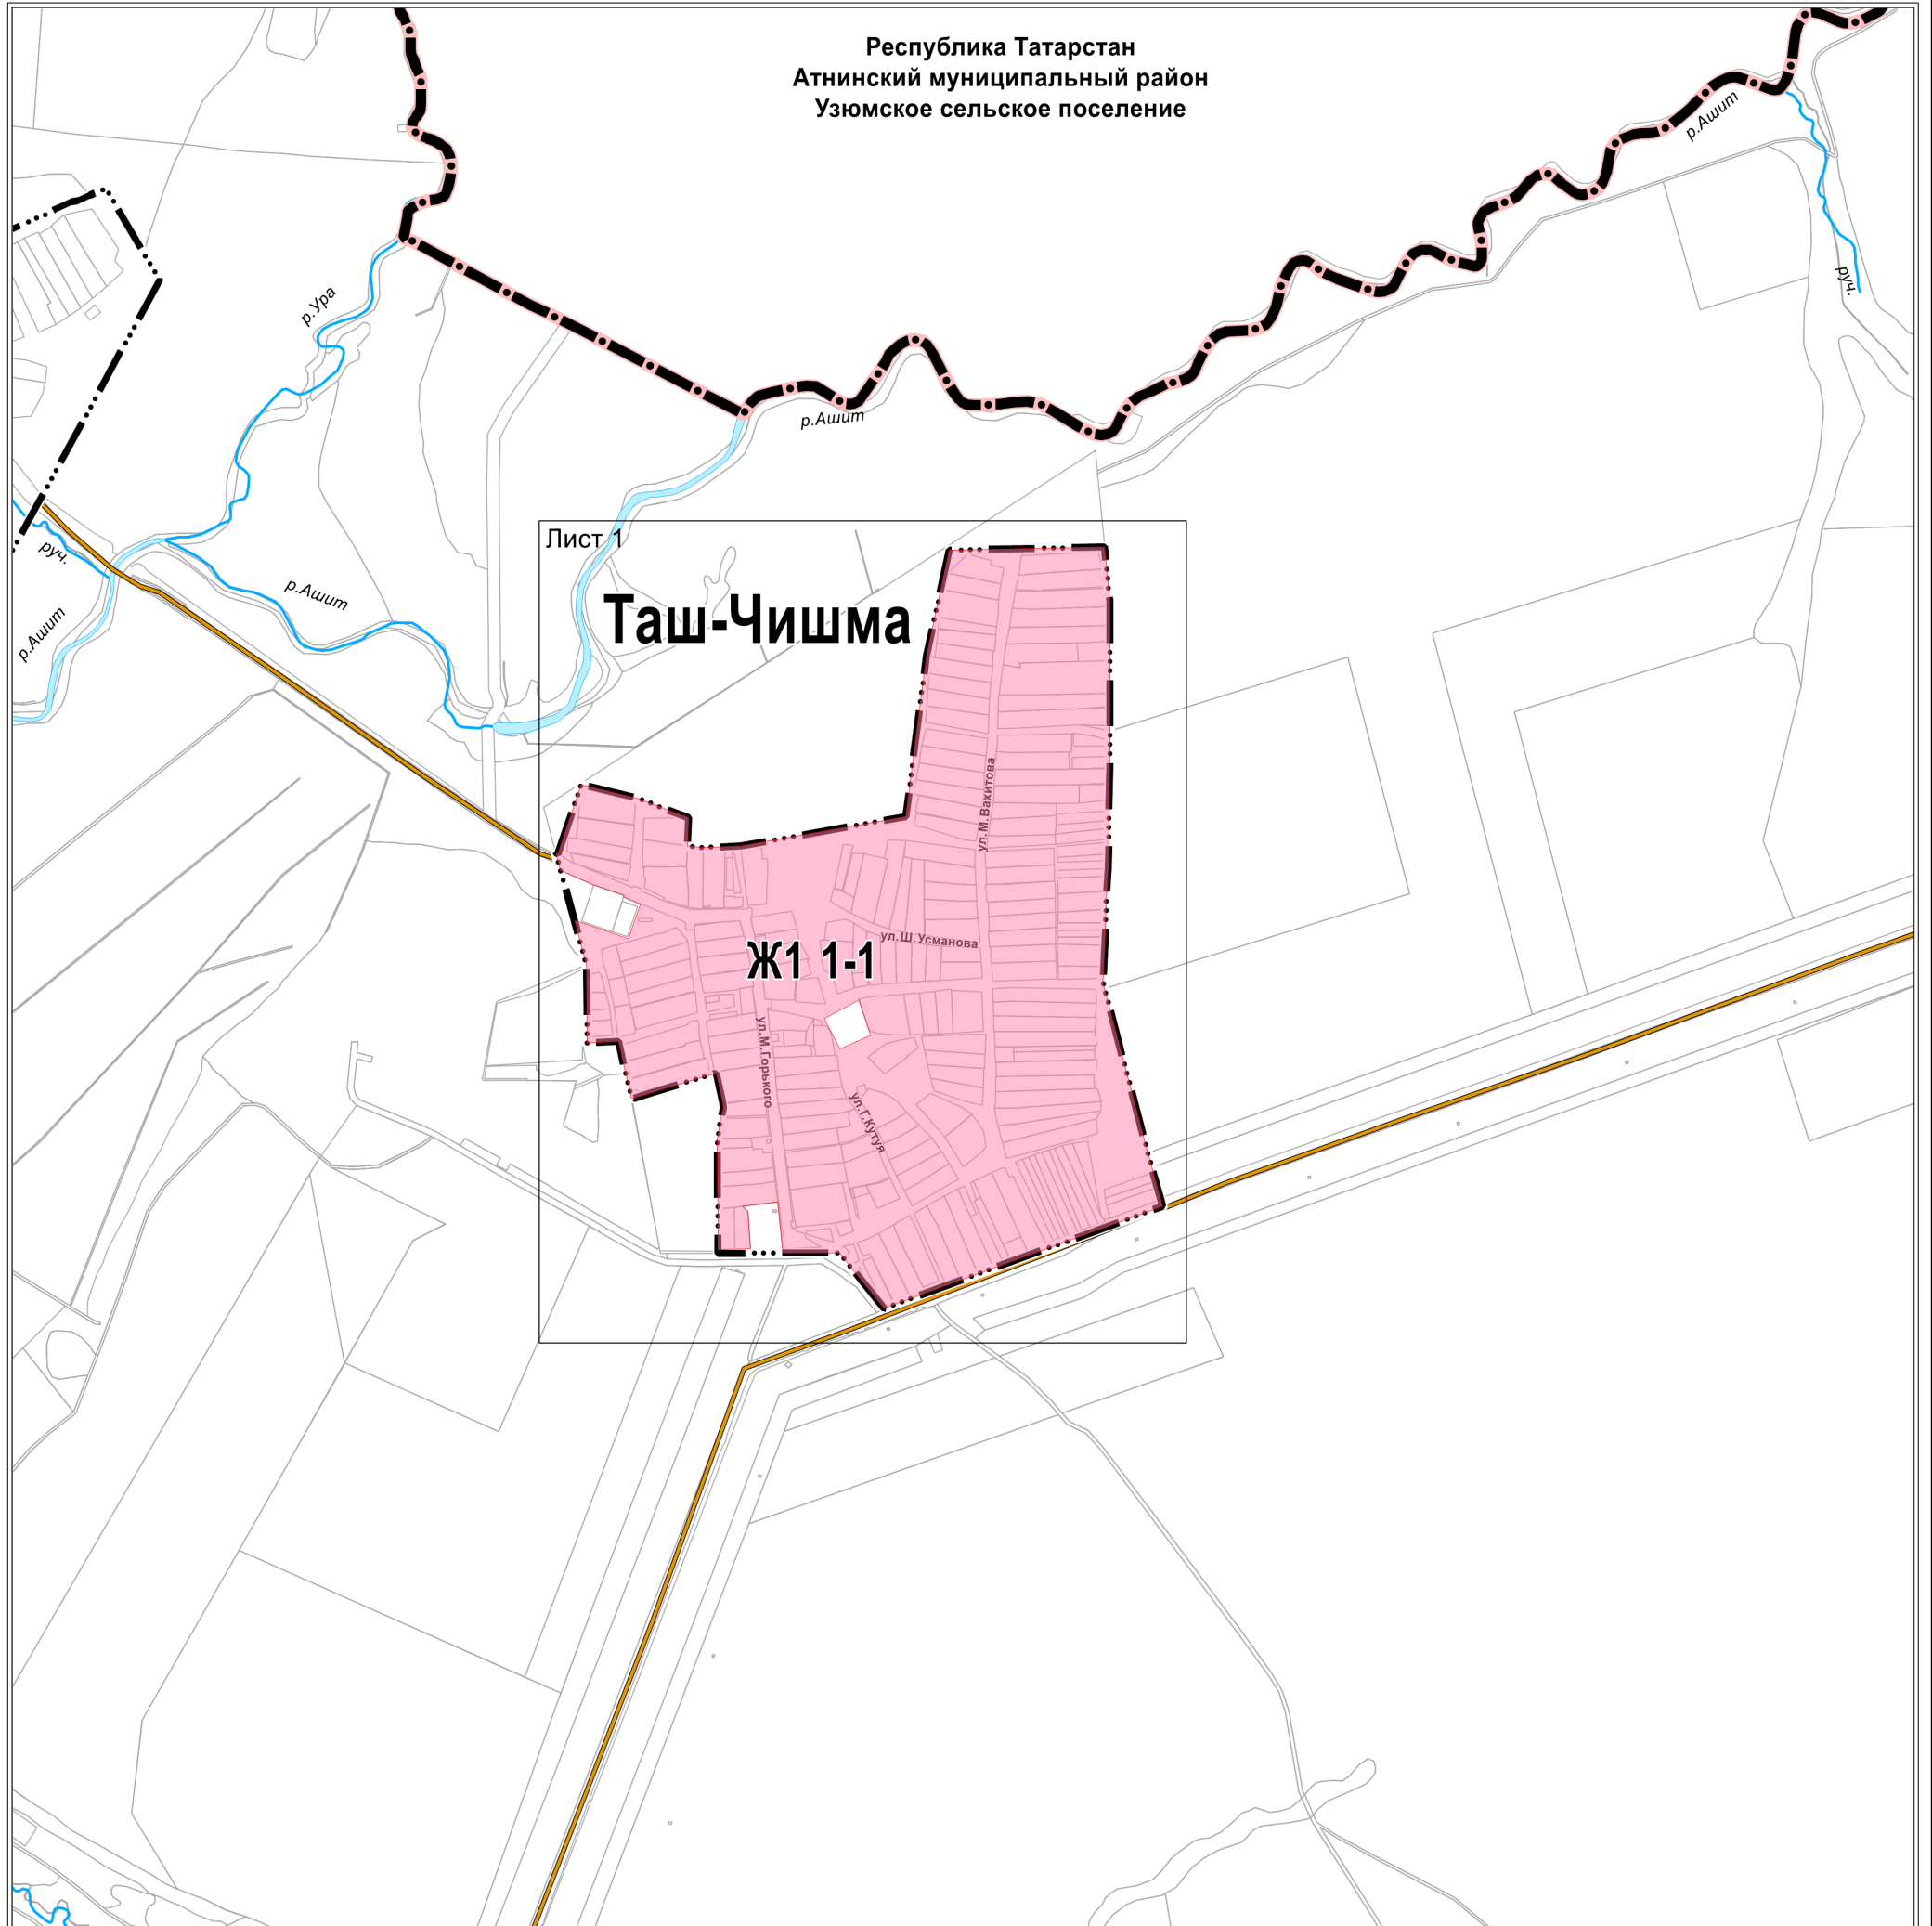 Республика Татарстан
Атнинский муниципальный район
Узюмское сельское поселение
р.Ашит
руч.
р.Ура
р.Ашит
Лист 1
руч.
р.Ашит
р.Ашит
Таш-Чишма
ул.М.Вахитова
ул.Ш.Усманова
Ж1 1-1
ул.М.Горького
ул.Г.Кутуя